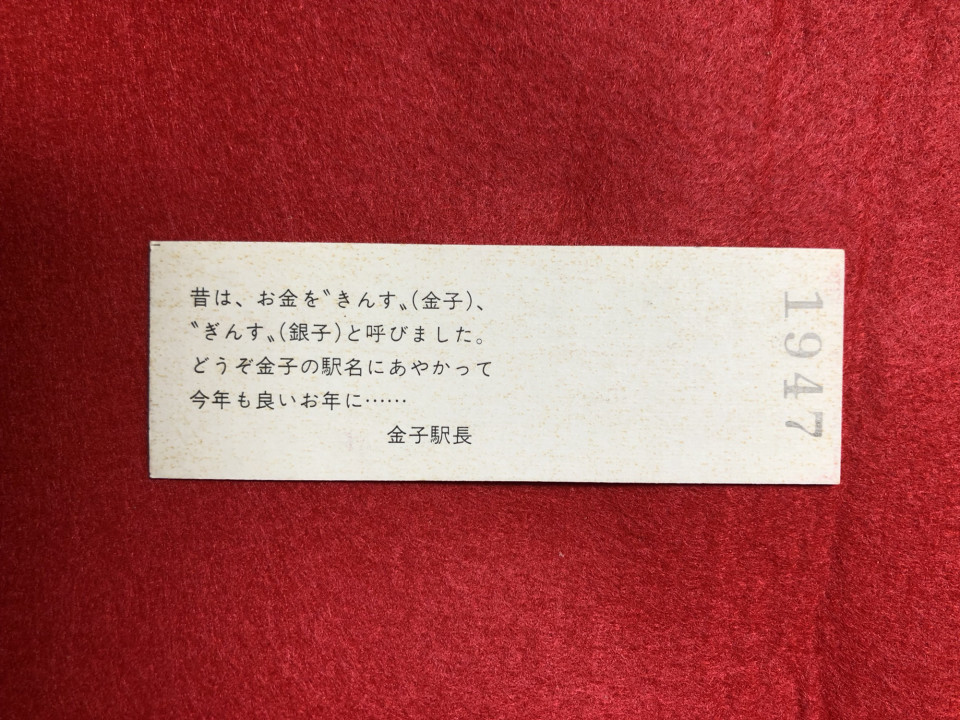 昔は、お金を〝きんす〟(金子)、
〝ぎんす〟(銀子)と呼びました。
どうぞ金子の駅名にあやかって
今年も良いお年に……
金子駅長
1947